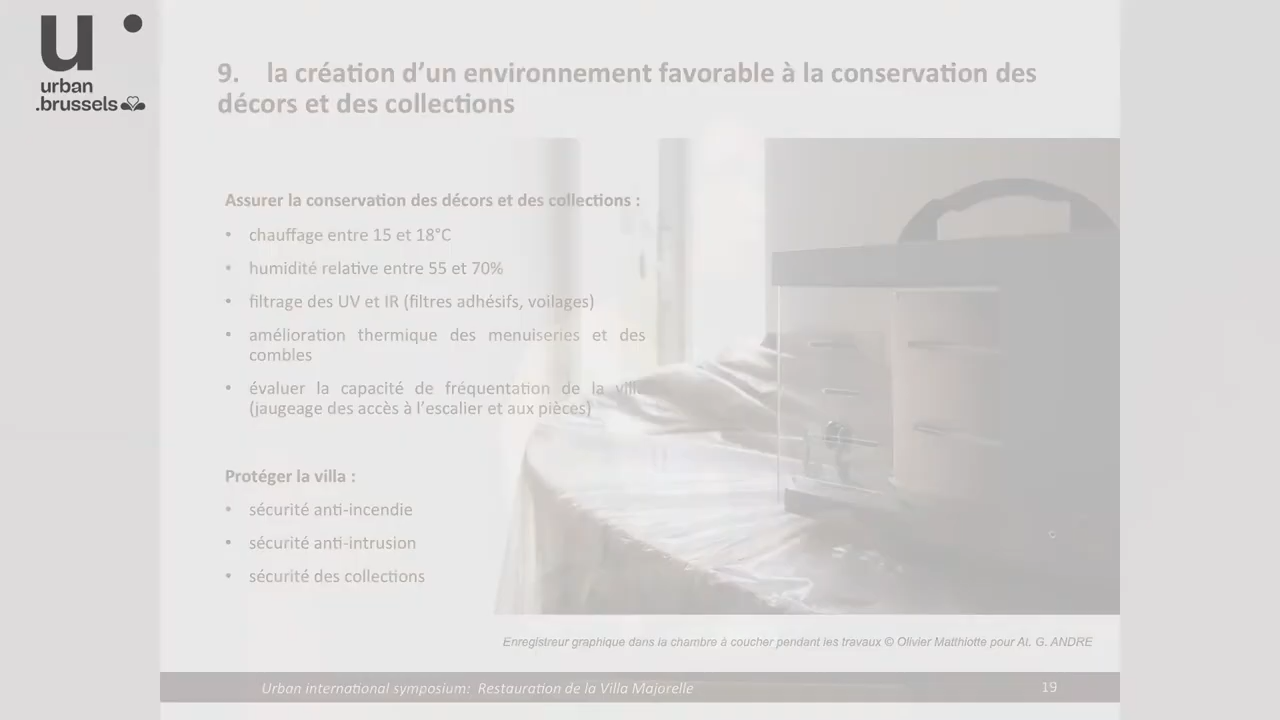 u
urban
.brussels
9. la création d’un environnement favorable à la conservation des
décors et des collections
Assurer la conservation des décors et des collections :
• chauffage entre 15 et 18°C
• humidité relative entre 55 et 70%
• filtrage des UV et IR (filtres adhésifs, voilages)
• amélioration thermique des menuiseries et des
combles
• évaluer la capacité de fréquentation de la villa
(jaugeage des accès à l’escalier et aux pièces)
Protéger la villa :
• sécurité anti-incendie
• sécurité anti-intrusion
• sécurité des collections
Enregistreur graphique dans la chambre à coucher pendant les travaux © Olivier Matthiotte pour At. G. ANDRE
Urban international symposium: Restauration de la Villa Majorelle
19